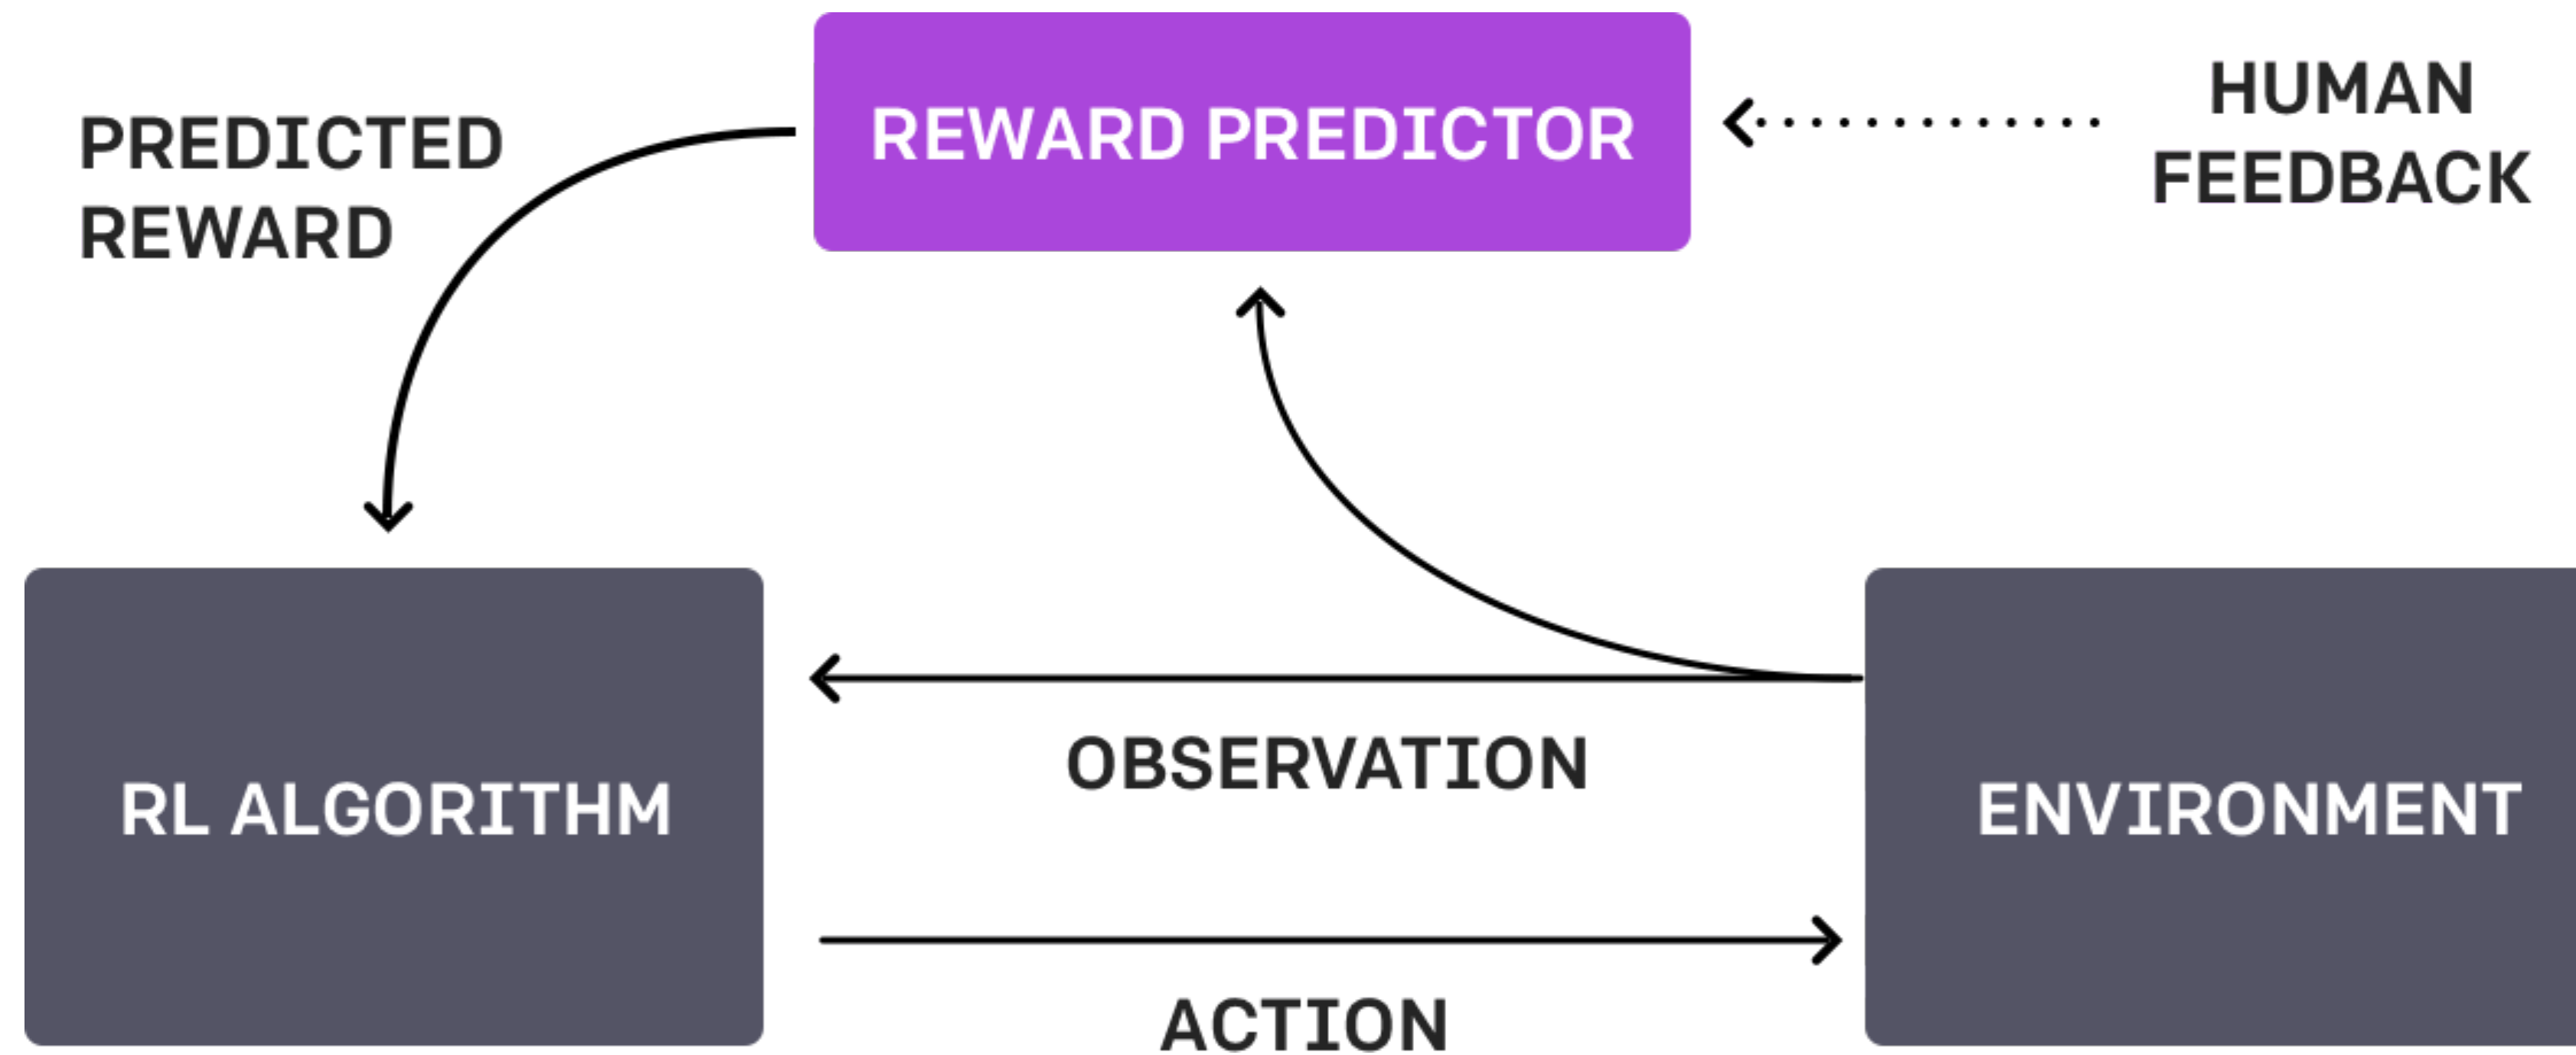 PREDICTED
REWARD
REWARD PREDICTOR
HUMAN
FEEDBACK
RL ALGORITHM
OBSERVATION
ACTION
ENVIRONMENT